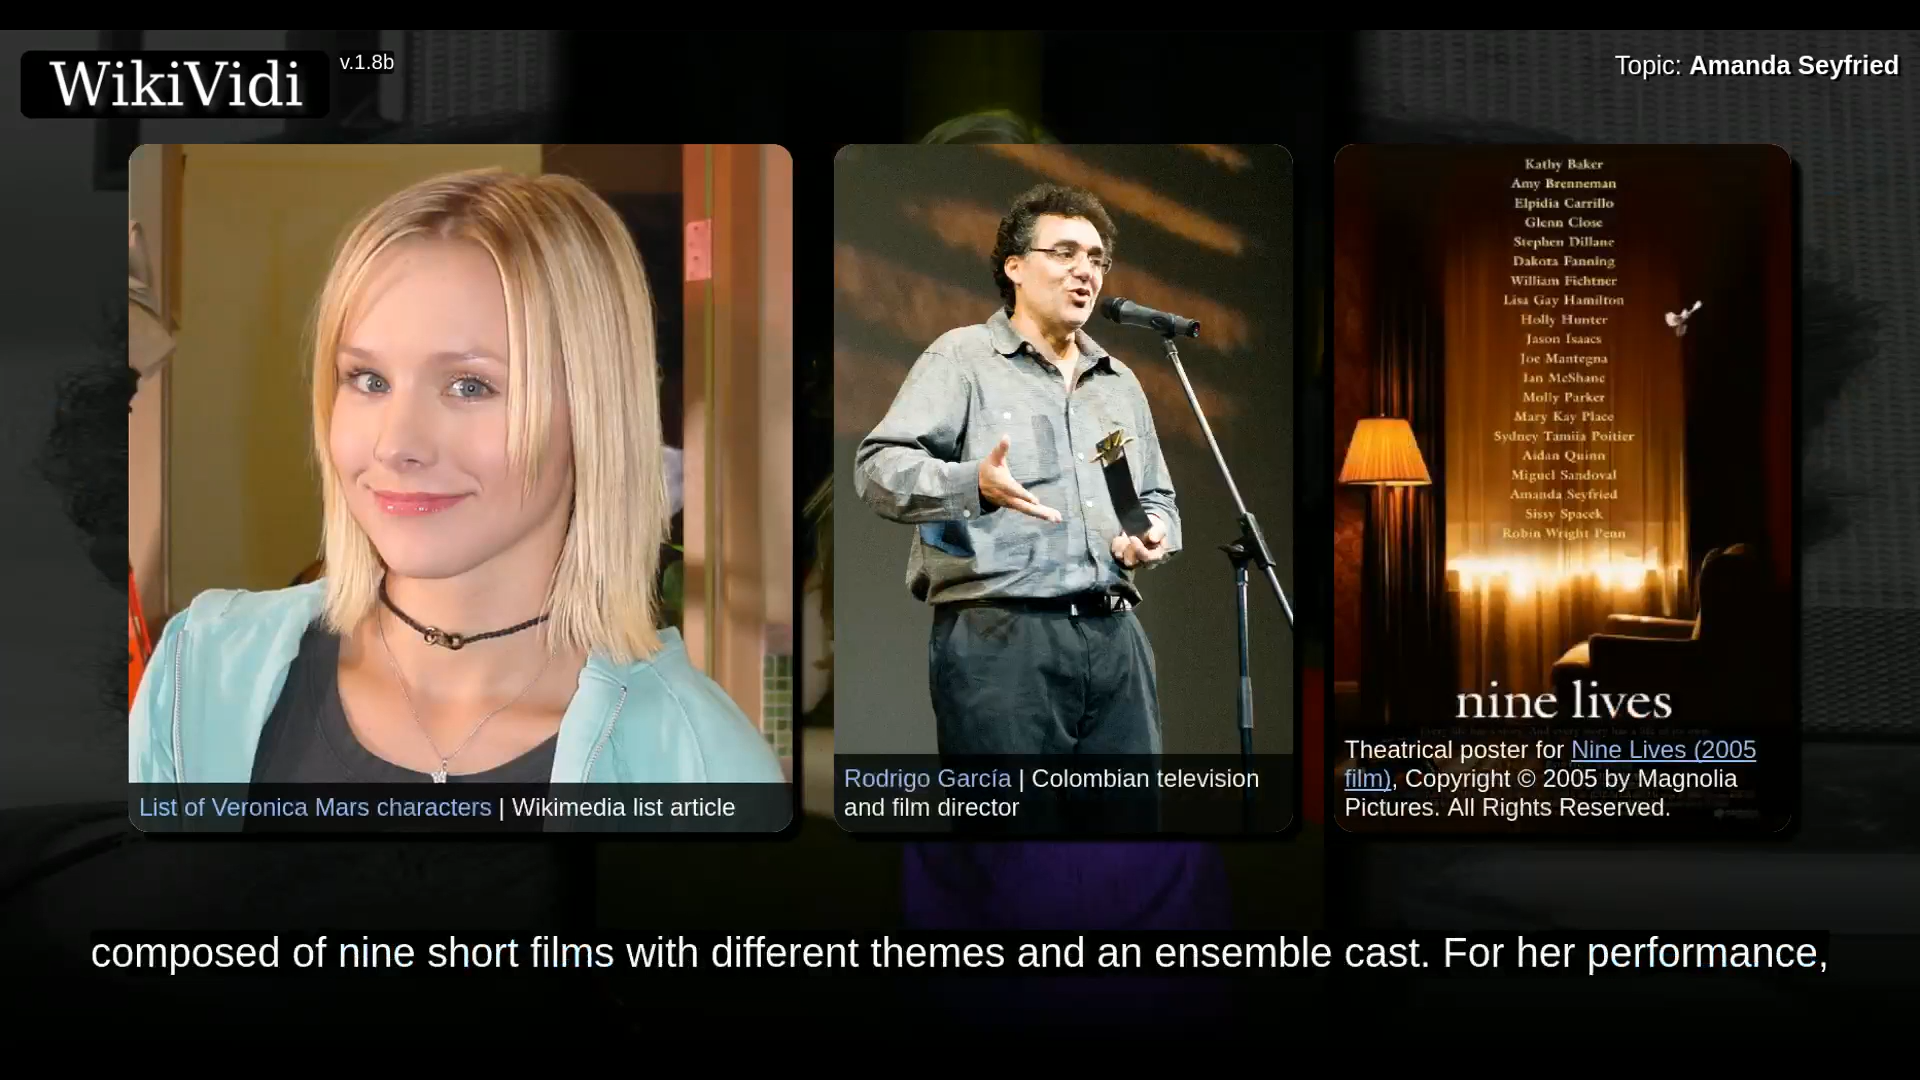 WikiVidi
v.1.8b
Topic: Amanda Seyfried
List of Veronica Mars characters | Wikimedia list article
Rodrigo García | Colombian television
and film director
Kathy Baker
Amy Brenneman
Elpidia Carrillo
Glenn Close
Stephen Dillane
Dakota Fanning
William Fichtner
Lisa Gay Hamilton
Holly Hunter
Jason Isaacs
Joe Mantegna
Ian McShane
Molly Parker
Mary Kay Place
Sydney Tamiia Poitier
Aidan Quinn
Miguel Sandoval
Amanda Seyfried
Sissy Spacek
Robin Wright Penn
nine lives
Theatrical poster for Nine Lives (2005
film), Copyright © 2005 by Magnolia
Pictures. All Rights Reserved.
composed of nine short films with different themes and an ensemble cast. For her performance,